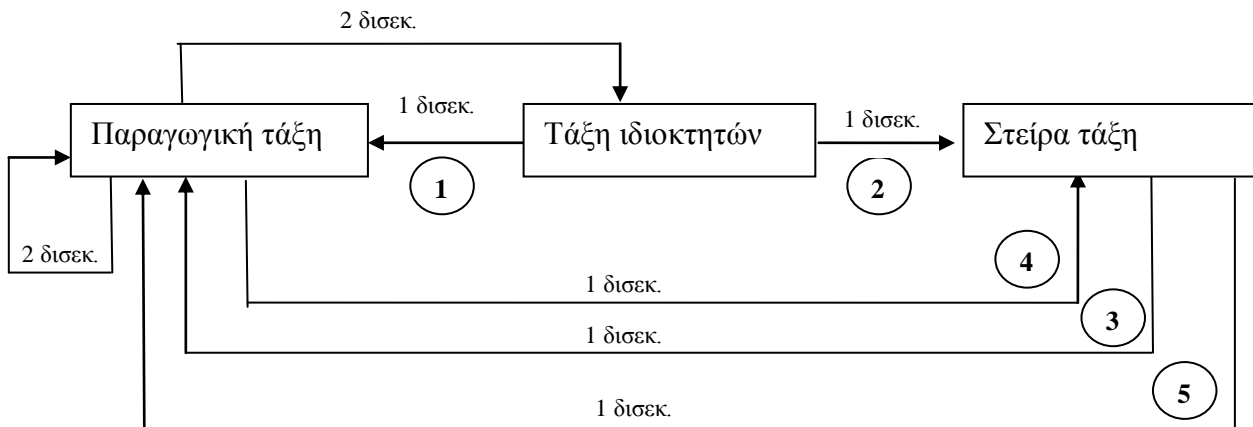 2 δισεκ.
Παραγωγική τάξη
1 δισεκ.
Τάξη ιδιοκτητών
1 δισεκ.
Στείρα τάξη
1
2
2 δισεκ.
4
1 δισεκ.
3
1 δισεκ.
5
1 δισεκ.